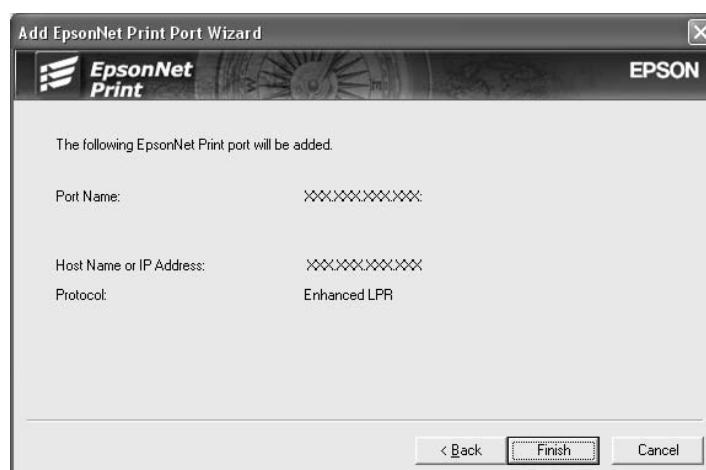 Add EpsonNet Print Port Wizard
EpsonNet
Print
EPSON
The following EpsonNet Print port will be added.
Port Name: XXX.XXX.XXX.XXX:
Host Name or IP Address: XXX.XXX.XXX.XXX
Protocol: Enhanced LPR
< Back Finish Cancel